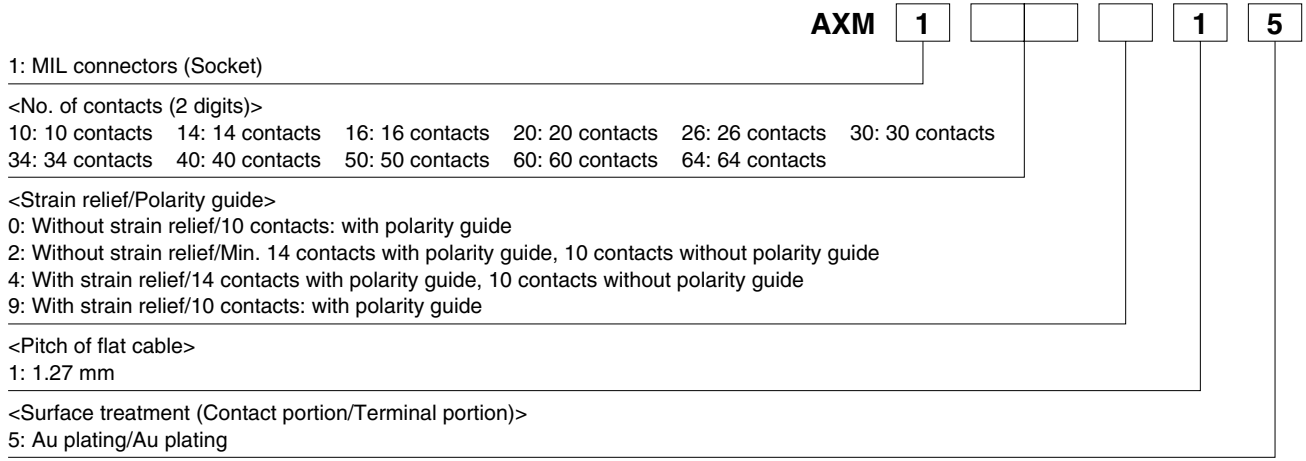 AXM 1 1 5
1: MIL connectors (Socket)
<No. of contacts (2 digits)>
10: 10 contacts 14: 14 contacts 16: 16 contacts 20: 20 contacts 26: 26 contacts 30: 30 contacts
34: 34 contacts 40: 40 contacts 50: 50 contacts 60: 60 contacts 64: 64 contacts
<Strain relief/Polarity guide>
0: Without strain relief/10 contacts: with polarity guide
2: Without strain relief/Min. 14 contacts with polarity guide, 10 contacts without polarity guide
4: With strain relief/14 contacts with polarity guide, 10 contacts without polarity guide
9: With strain relief/10 contacts: with polarity guide
<Pitch of flat cable>
1: 1.27 mm
<Surface treatment (Contact portion/Terminal portion)>
5: Au plating/Au plating